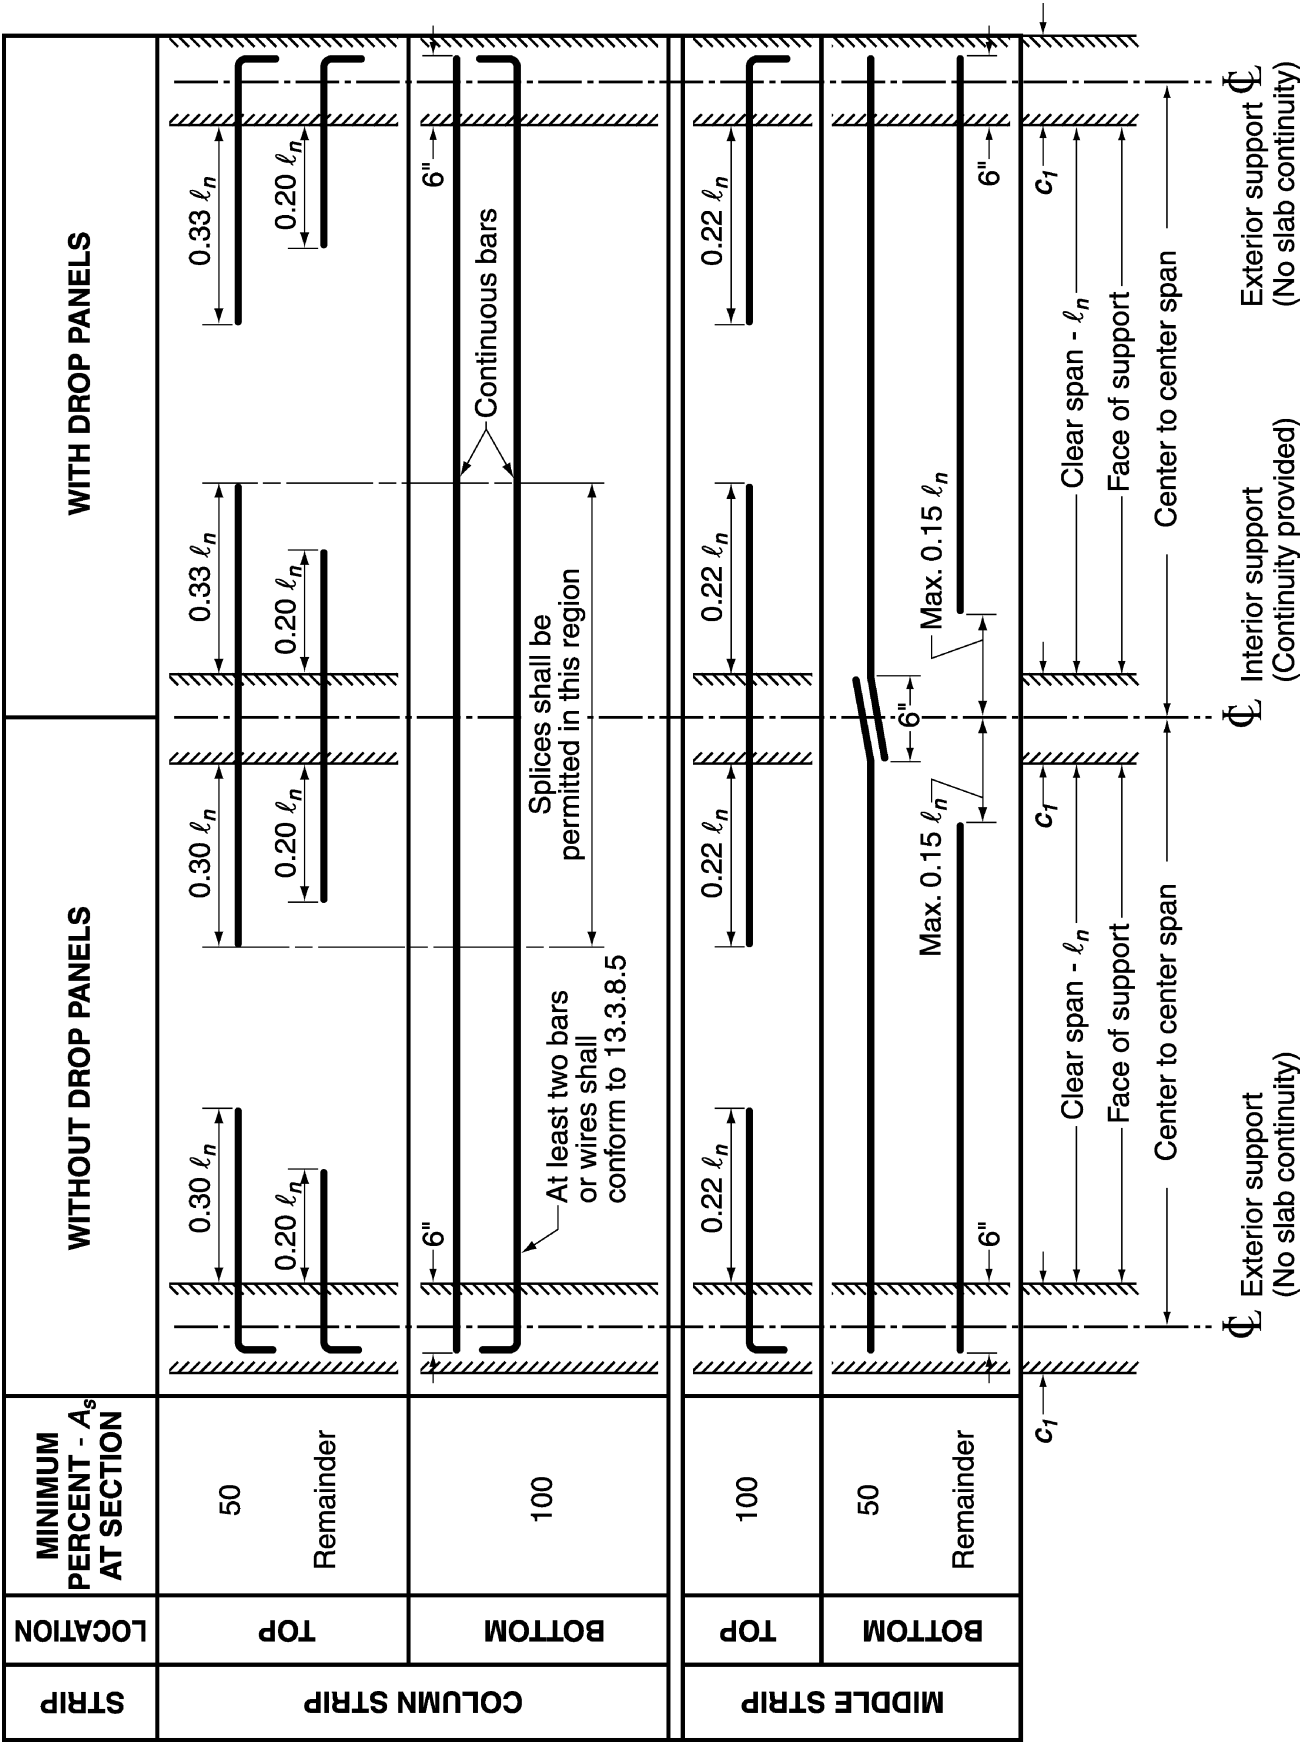 STRIP
LOCATION
MINIMUM
PERCENT - As
AT SECTION
WITHOUT DROP PANELS
WITH DROP PANELS
COLUMN STRIP
TOP
50
0.30 ℓn
0.30 ℓn
0.33 ℓn
0.33 ℓn
Remainder
0.20 ℓn
0.20 ℓn
0.20 ℓn
0.20 ℓn
BOTTOM
100
6"
6"
Continuous bars
At least two bars
or wires shall
conform to 13.3.8.5
Splices shall be
permitted in this region
MIDDLE STRIP
TOP
100
0.22 ℓn
0.22 ℓn
0.22 ℓn
0.22 ℓn
BOTTOM
50
6"
Remainder
6"
Max. 0.15 ℓn
Max. 0.15 ℓn
6"
c1
c1
c1
Clear span - ℓn
Clear span - ℓn
Face of support
Face of support
Center to center span
Center to center span
℄
℄
℄
Exterior support
(No slab continuity)
Interior support
(Continuity provided)
Exterior support
(No slab continuity)